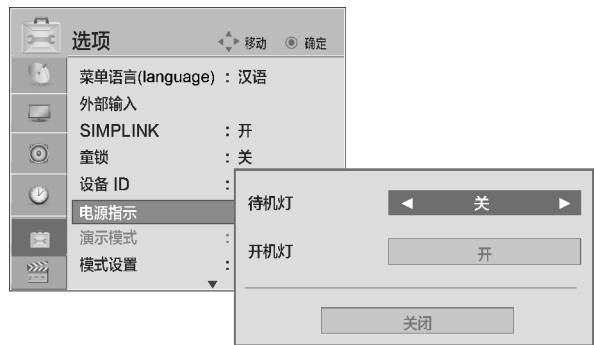 选项 移动 确定
菜单语言(language) : 汉语
外部输入
SIMPLINK : 开
童锁 : 关
设备 ID :
电源指示
演示模式 :
模式设置 :
待机灯 关
开机灯 开
关闭